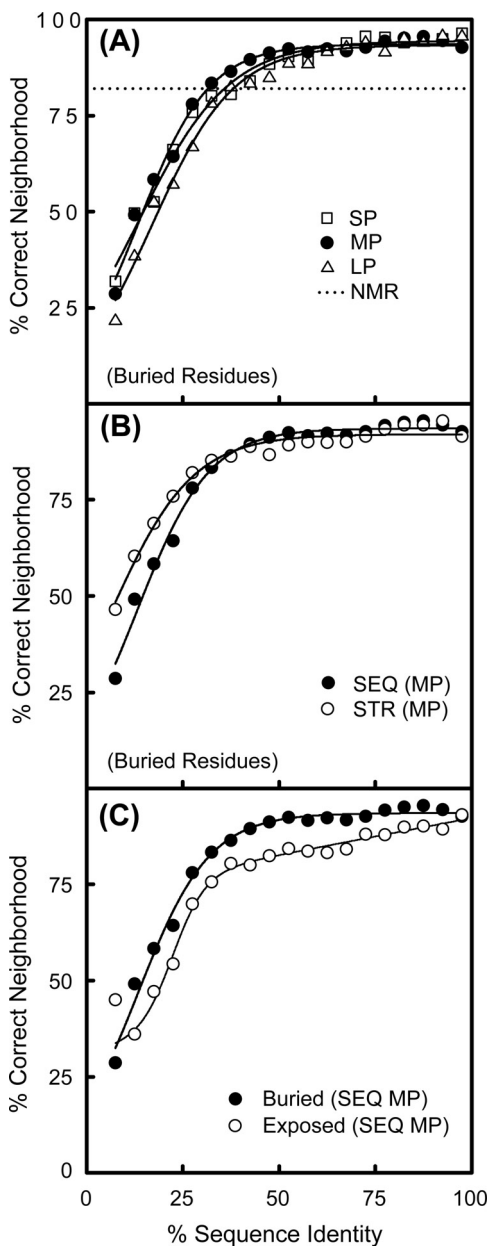 100
(A)
75
50
25
% Correct Neighborhood
SP
MP
LP
NMR
(Buried Residues)
(B)
75
50
25
% Correct Neighborhood
SEQ (MP)
STR (MP)
(Buried Residues)
(C)
75
50
25
0
% Correct Neighborhood
Buried (SEQ MP)
Exposed (SEQ MP)
0 25 50 75 100
% Sequence Identity